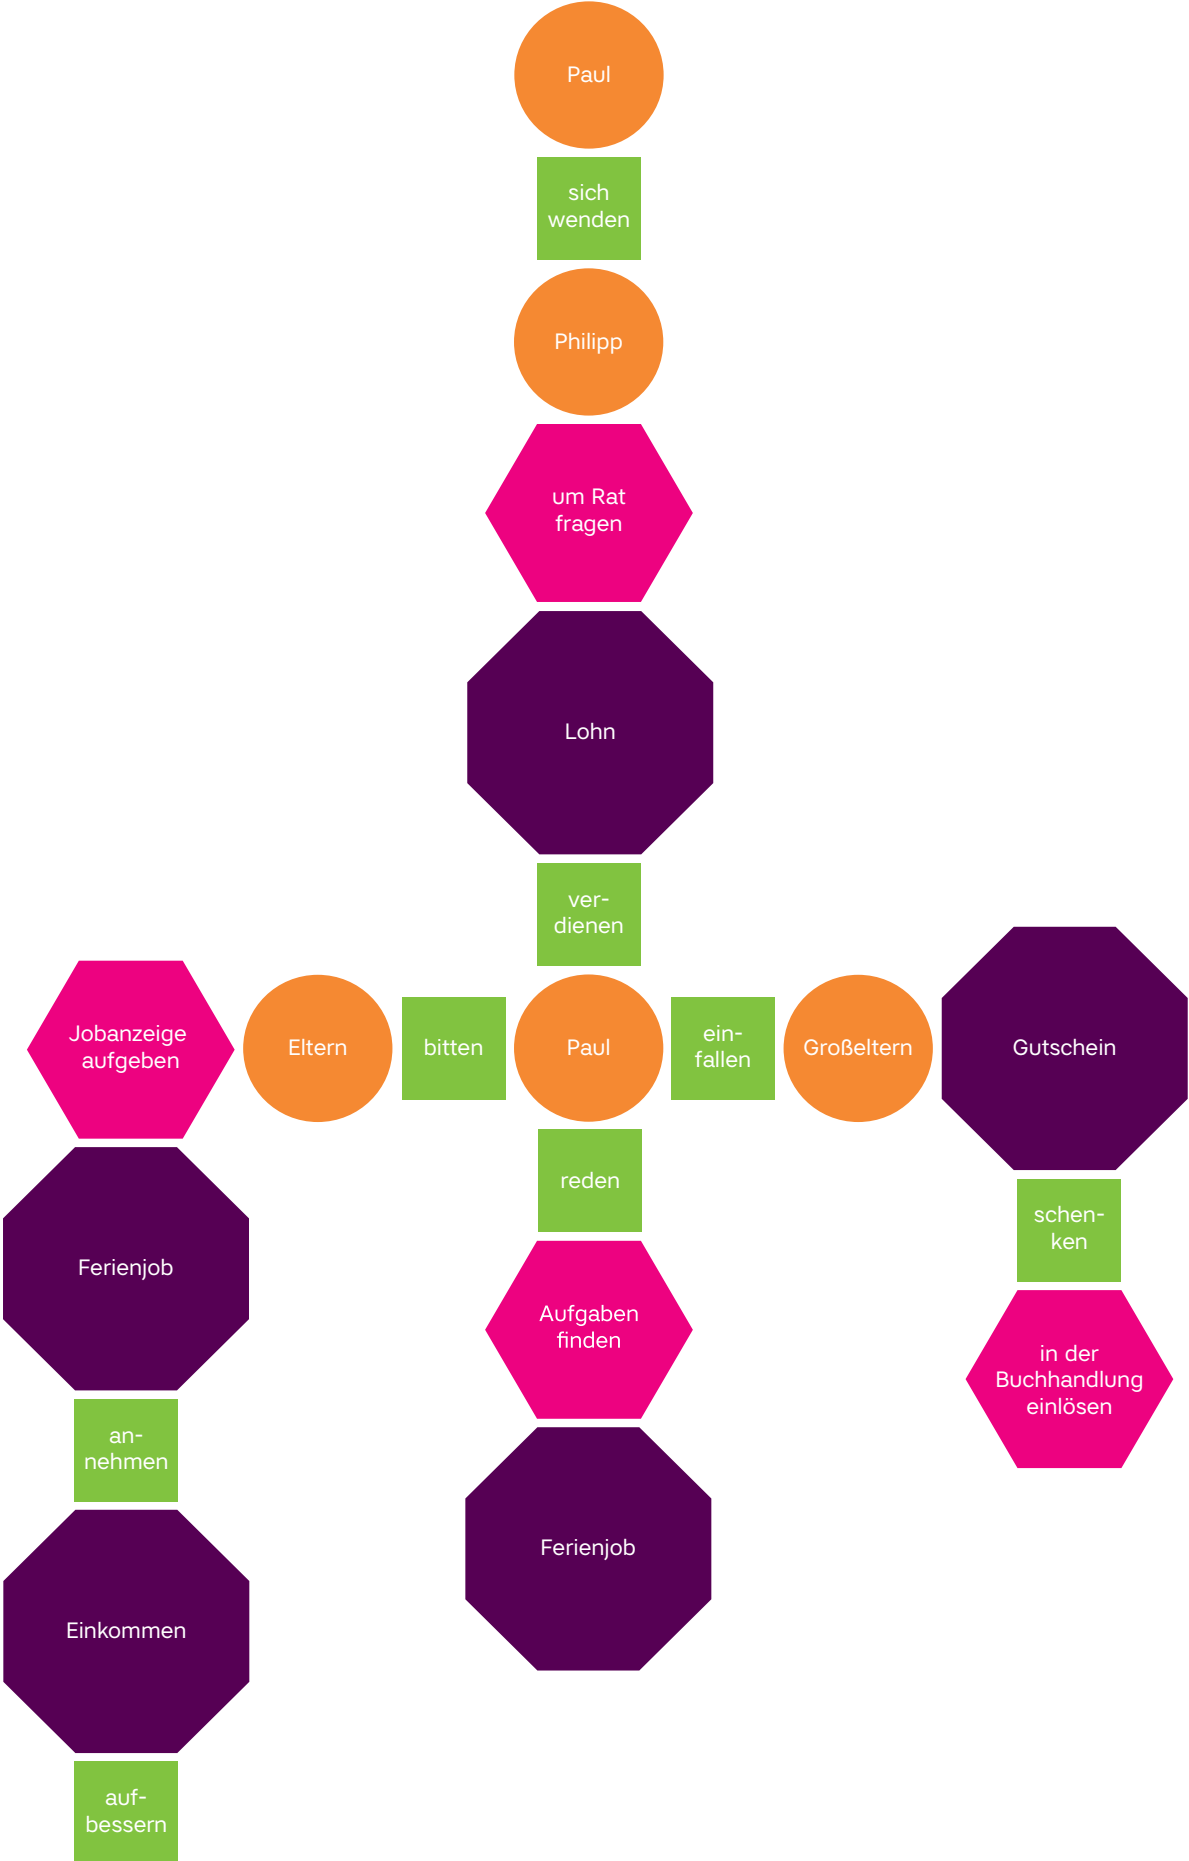 Paul
sich
wenden
Philipp
um Rat
fragen
Lohn
ver-
dienen
Jobanzeige
aufgeben
Eltern
bitten
Paul
ein-
fallen
Großeltern
Gutschein
reden
schen-
ken
Ferienjob
Aufgaben
finden
in der
Buchhandlung
einlösen
an-
nehmen
Ferienjob
Einkommen
auf-
bessern